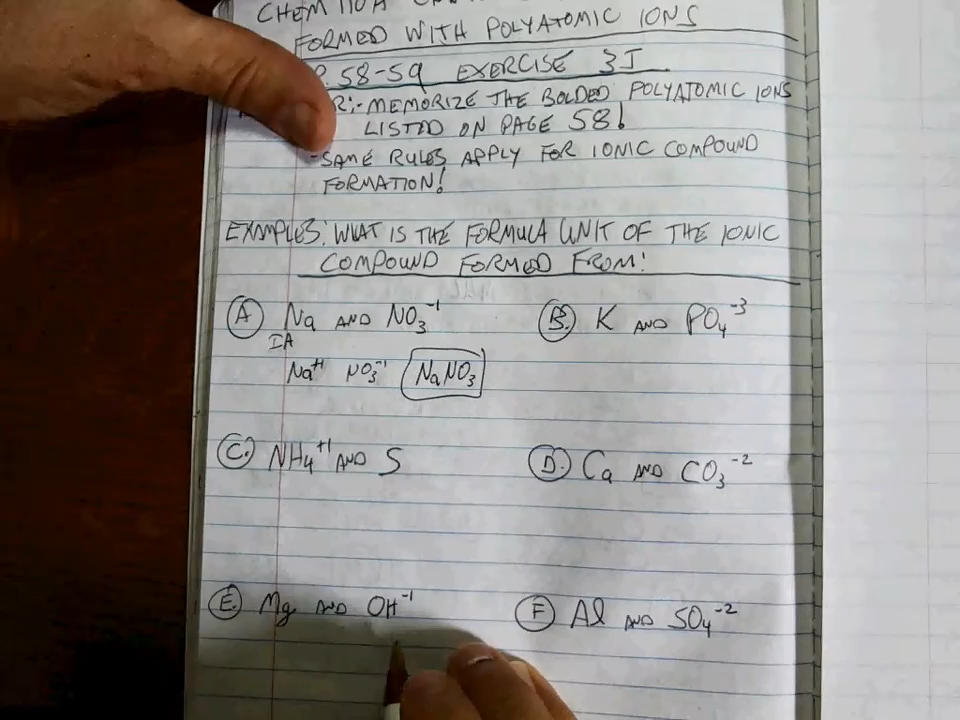 CHEM 110A
FORMED WITH POLYATOMIC IONS
P. 58-59 EXERCISE 3J
R:-MEMORIZE THE BOLDED POLYATOMIC IONS
LISTED ON PAGE 58!
-SAME RULES APPLY FOR IONIC COMPOUND
FORMATION!
EXAMPLES: WHAT IS THE FORMULA UNIT OF THE IONIC
COMPOUND FORMED FROM:
A Na AND NO₃⁻¹
IA
Na⁺¹ NO₃⁻¹ NaNO₃
B. K AND PO₄⁻³
C. NH₄⁺¹ AND S
D. Ca AND CO₃⁻²
E. Mg AND OH⁻¹
F Al AND SO₄⁻²